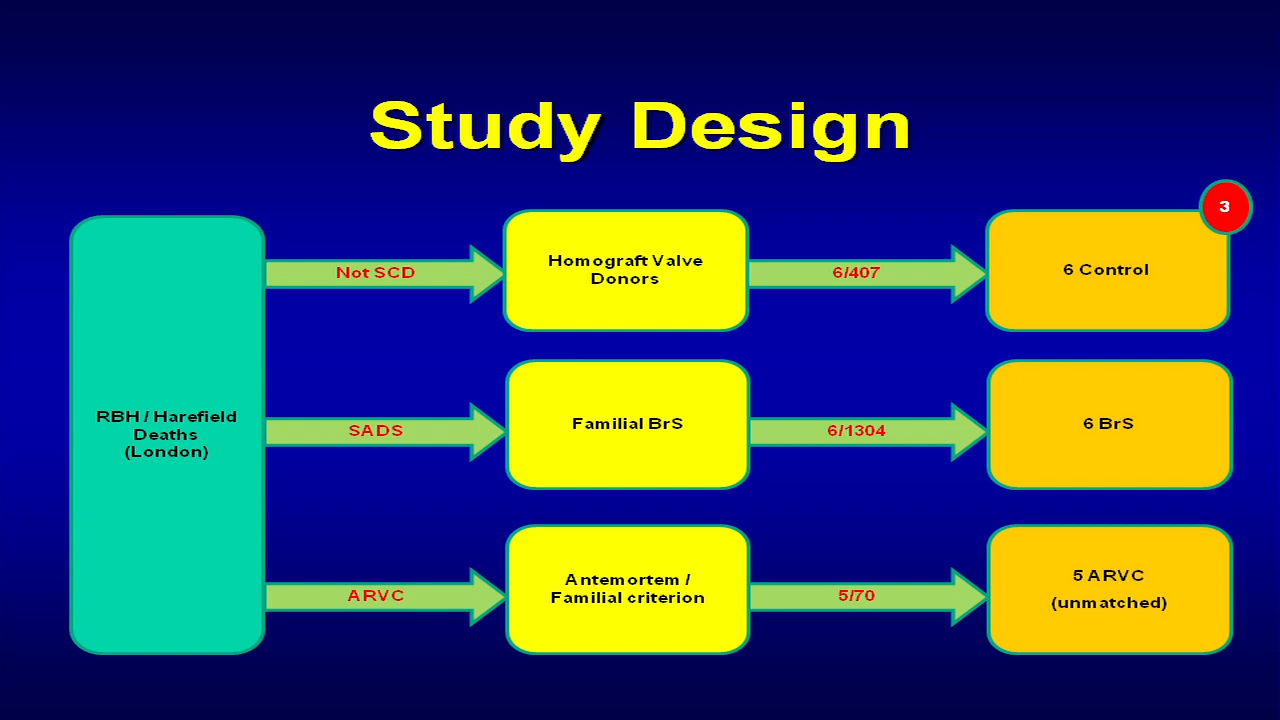 Study Design
3
Not SCD
Homograft Valve
Donors
6/407
6 Control
RBH / Harefield
Deaths
(London)
SADS
Familial BrS
6/1304
6 BrS
ARVC
Antemortem /
Familial criterion
5/70
5 ARVC
(unmatched)